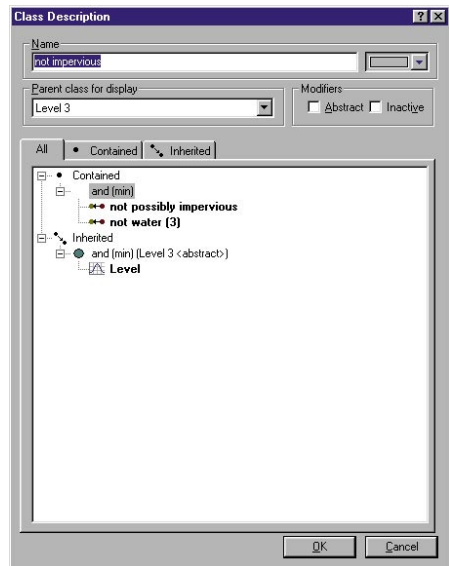 Class Description
Name
not impervious
Parent class for display
Level 3
Modifiers
Abstract Inactive
All Contained Inherited
Contained
and (min)
not possibly impervious
not water (3)
Inherited
and (min) (Level 3 <abstract>)
Level
OK Cancel